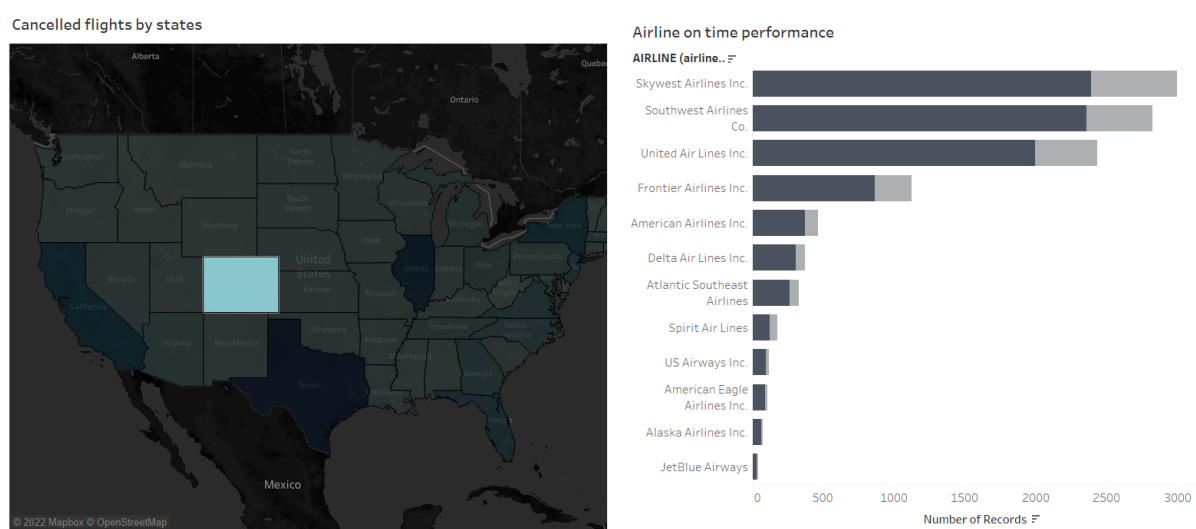 Cancelled flights by states
Alberta
Quebec
Ontario
Washington
Montana
North
Dakota
Minnesota
Oregon
Idaho
South
Dakota
Wisconsin
Michigan
Wyoming
New York
Iowa
Nevada
Utah
United
States
Illinois
Indiana
Ohio
Pennsylvania
Kansas
Missouri
West
Virginia
Kentucky
California
Arizona
New Mexico
Oklahoma
Arkansas
Tennessee
North
Carolina
Mississippi
Georgia
Texas
Louisiana
Florida
Mexico
© 2022 Mapbox © OpenStreetMap
Airline on time performance
AIRLINE (airline..
Skywest Airlines Inc.
Southwest Airlines
Co.
United Air Lines Inc.
Frontier Airlines Inc.
American Airlines Inc.
Delta Air Lines Inc.
Atlantic Southeast
Airlines
Spirit Air Lines
US Airways Inc.
American Eagle
Airlines Inc.
Alaska Airlines Inc.
JetBlue Airways
0 500 1000 1500 2000 2500 3000
Number of Records